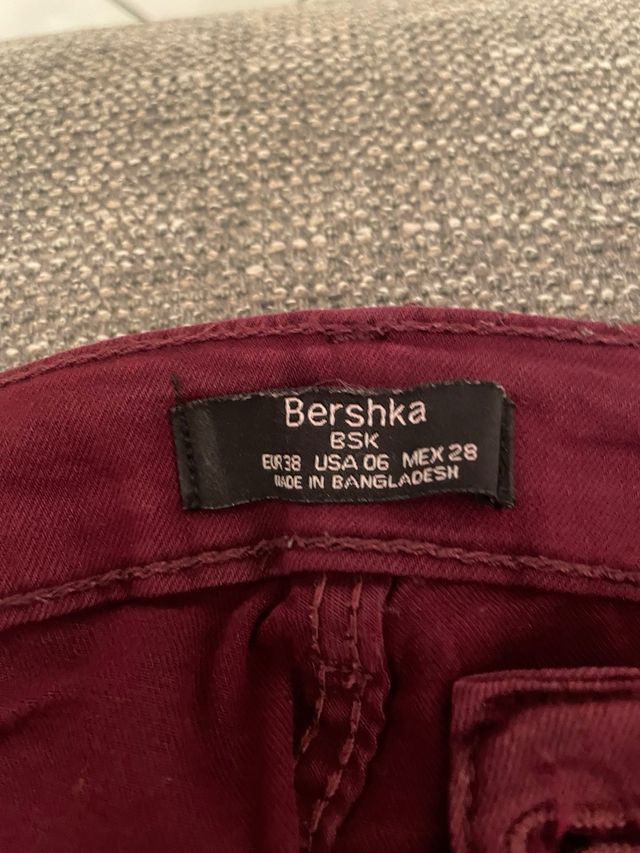 Bershka
BSK
EUR38 USA 06 MEX 28
MADE IN BANGLADESH